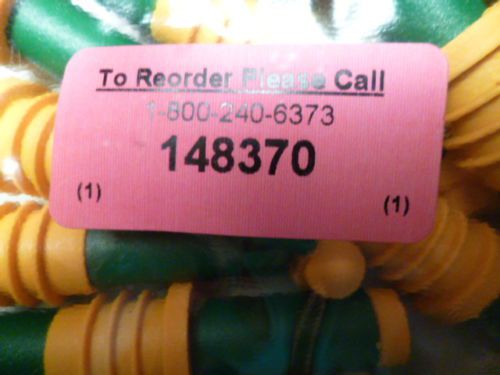 To Reorder Please Call
1-800-240-6373
148370
(1) (1)